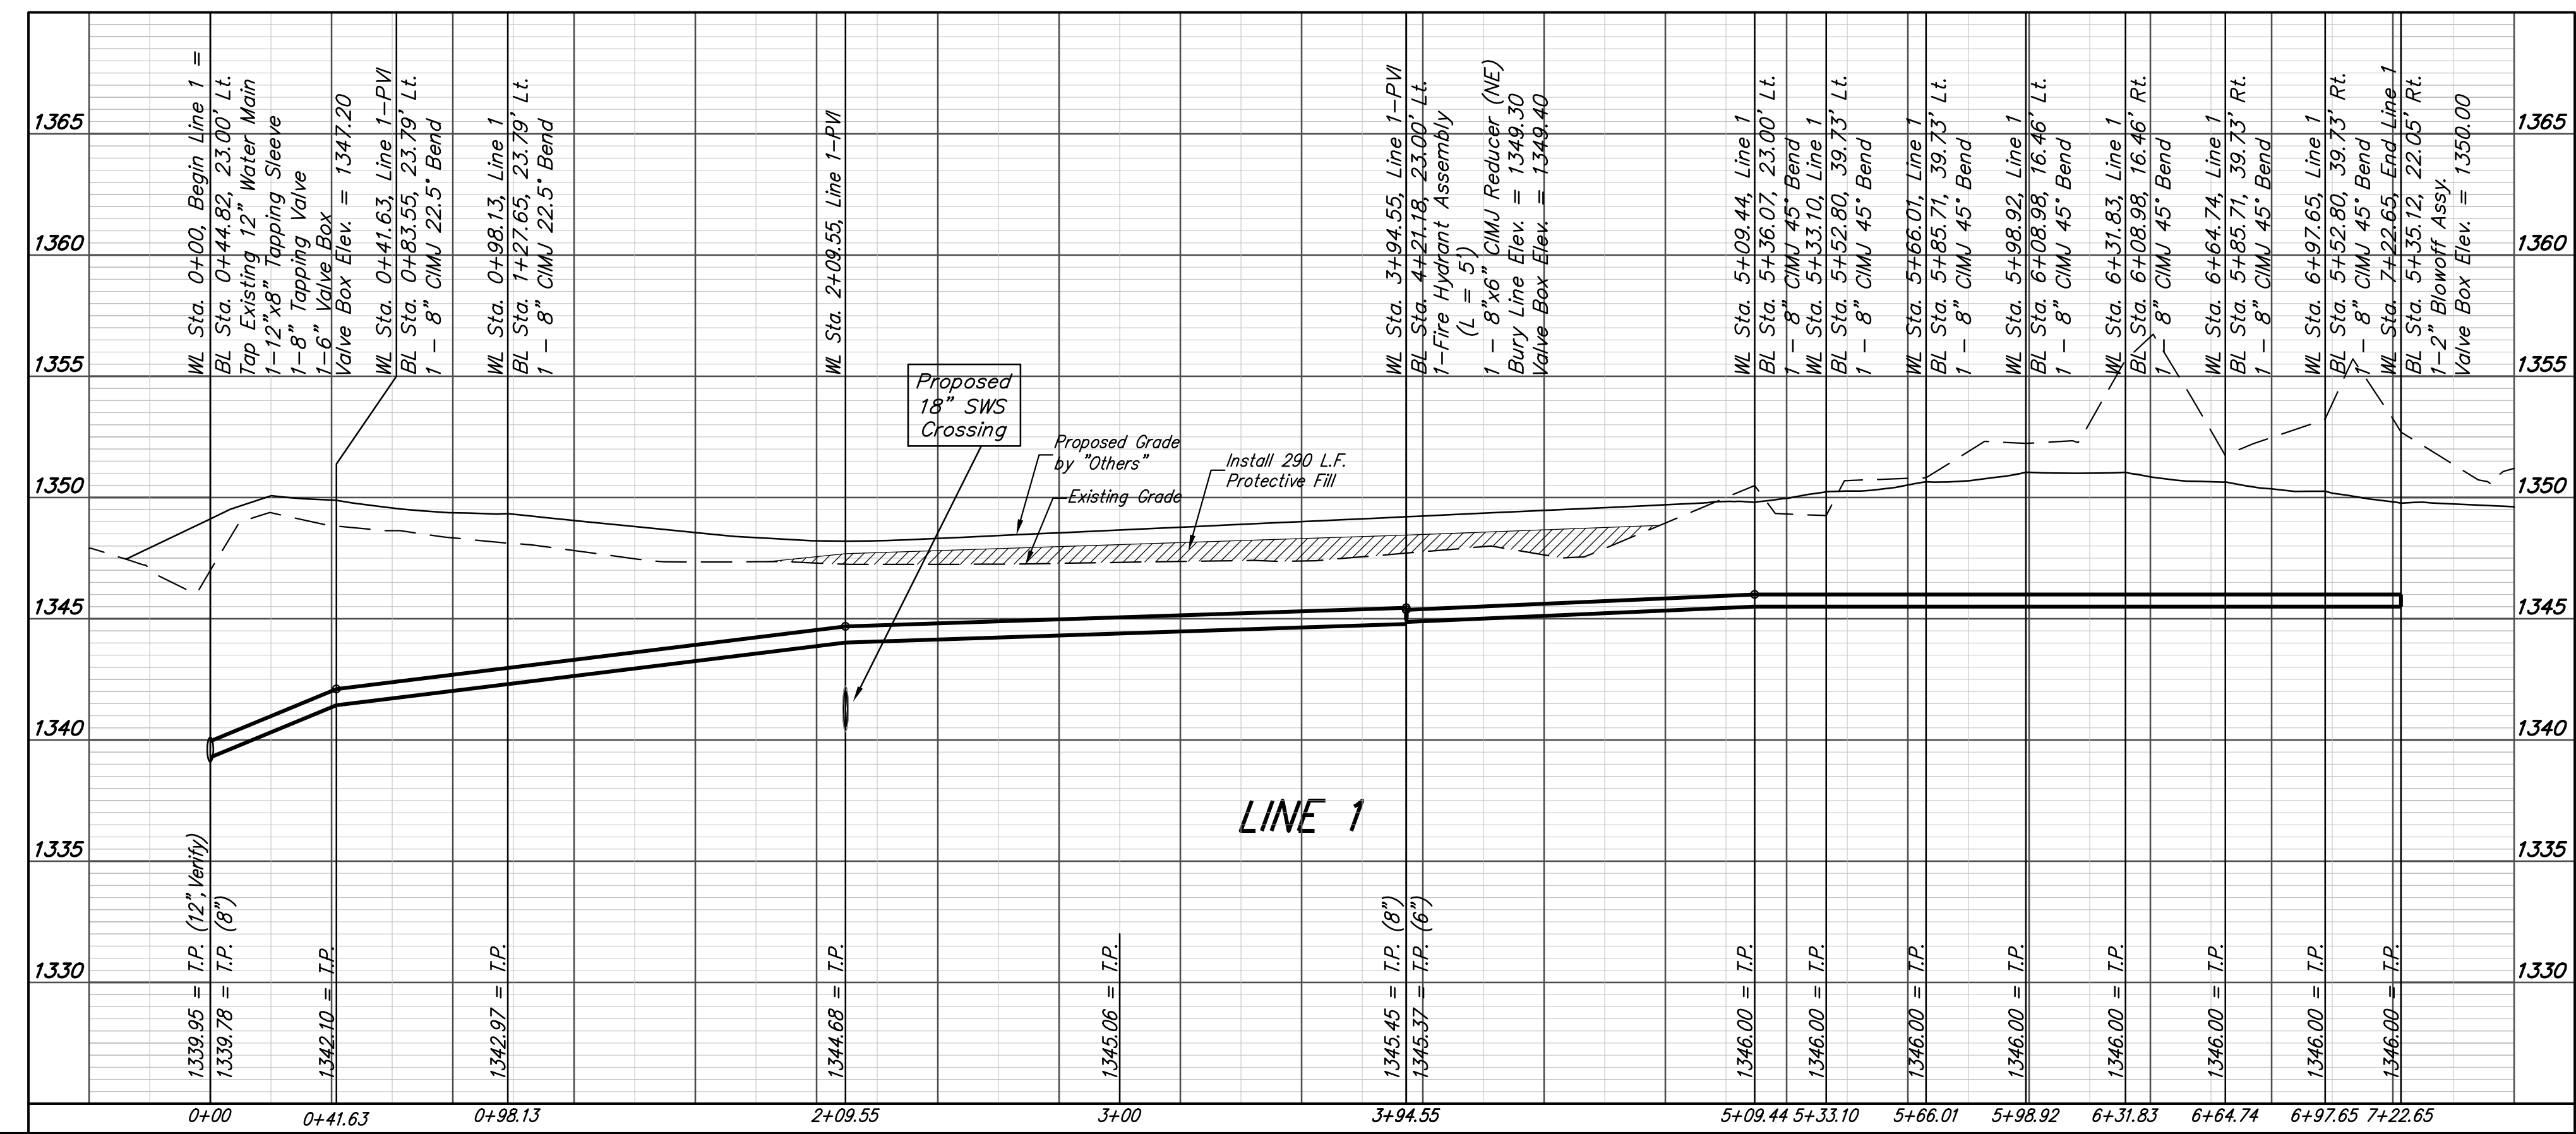 WL Sta. 0+00, Begin Line 1 =
BL Sta. 0+44.82, 23.00' Lt.
Tap Existing 12" Water Main
1-12"x8" Tapping Sleeve
1-8" Tapping Valve
1-6" Valve Box
Valve Box Elev. = 1347.20
WL Sta. 0+41.63, Line 1-PVI
BL Sta. 0+83.55, 23.79' Lt.
1 - 8" CIMJ 22.5° Bend
WL Sta. 0+98.13, Line 1
BL Sta. 1+27.65, 23.79' Lt.
1 - 8" CIMJ 22.5° Bend
WL Sta. 2+09.55, Line 1-PVI
WL Sta. 3+94.55, Line 1-PVI
BL Sta. 4+21.18, 23.00' Lt.
1-Fire Hydrant Assembly
(L = 5')
1 - 8"x6" CIMJ Reducer (NE)
Bury Line Elev. = 1349.30
Valve Box Elev. = 1349.40
WL Sta. 5+09.44, Line 1
BL Sta. 5+36.07, 23.00' Lt.
1 - 8" CIMJ 45° Bend
WL Sta. 5+33.10, Line 1
BL Sta. 5+52.80, 39.73' Lt.
1 - 8" CIMJ 45° Bend
WL Sta. 5+66.01, Line 1
BL Sta. 5+85.71, 39.73' Lt.
1 - 8" CIMJ 45° Bend
WL Sta. 5+98.92, Line 1
BL Sta. 6+08.98, 16.46' Lt.
1 - 8" CIMJ 45° Bend
WL Sta. 6+31.83, Line 1
BL Sta. 6+08.98, 16.46' Rt.
1 - 8" CIMJ 45° Bend
WL Sta. 6+64.74, Line 1
BL Sta. 5+85.71, 39.73' Rt.
1 - 8" CIMJ 45° Bend
WL Sta. 6+97.65, Line 1
BL Sta. 5+52.80, 39.73' Rt.
1 - 8" CIMJ 45° Bend
WL Sta. 7+22.65, End Line 1
BL Sta. 5+35.12, 22.05' Rt.
1-2" Blowoff Assy.
Valve Box Elev. = 1350.00
1365
1365
1360
1360
1355
1355
Proposed
18" SWS
Crossing
Proposed Grade
by "Others"
Existing Grade
Install 290 L.F.
Protective Fill
1350
1350
1345
1345
1340
1340
LINE 1
1335
1335
1330
1330
1339.95 = T.P. (12", Verify)
1339.78 = T.P. (8")
1342.10 = T.P.
1342.97 = T.P.
1344.68 = T.P.
1345.06 = T.P.
1345.45 = T.P. (8")
1345.37 = T.P. (6")
1346.00 = T.P.
1346.00 = T.P.
1346.00 = T.P.
1346.00 = T.P.
1346.00 = T.P.
1346.00 = T.P.
1346.00 = T.P.
1346.00 = T.P.
0+00 0+41.63 0+98.13 2+09.55 3+00 3+94.55 5+09.44 5+33.10 5+66.01 5+98.92 6+31.83 6+64.74 6+97.65 7+22.65